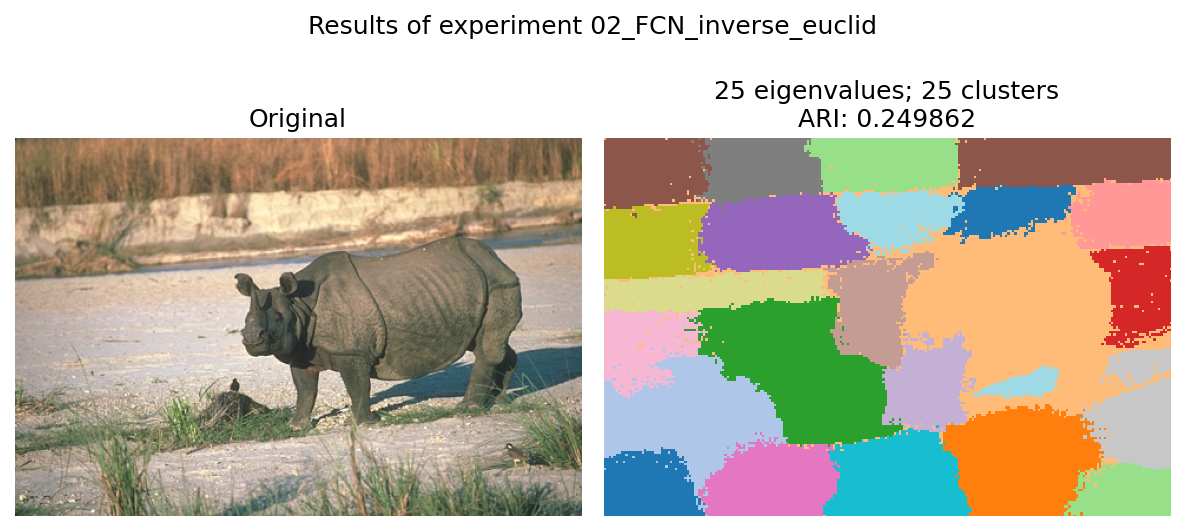 Results of experiment 02_FCN_inverse_euclid
Original
25 eigenvalues; 25 clusters
ARI: 0.249862